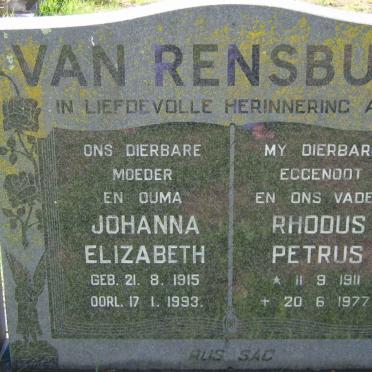 VAN RENSBU
IN LIEFDEVOLLE HERINNERING A
ONS DIERBARE
MOEDER
EN OUMA
JOHANNA
ELIZABETH
GEB. 21. 8. 1915
OORL. 17 1. 1993.
MY DIERBAR
EGGENOOT
EN ONS VADE
RHODUS
PETRUS
* 11 9 1911
+ 20 6 1977
RUS SAG